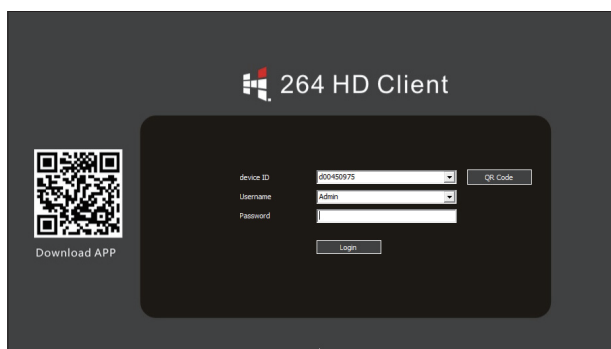 264 HD Client
device ID
d00450975
QR Code
Username
Admin
Password
Login
Download APP